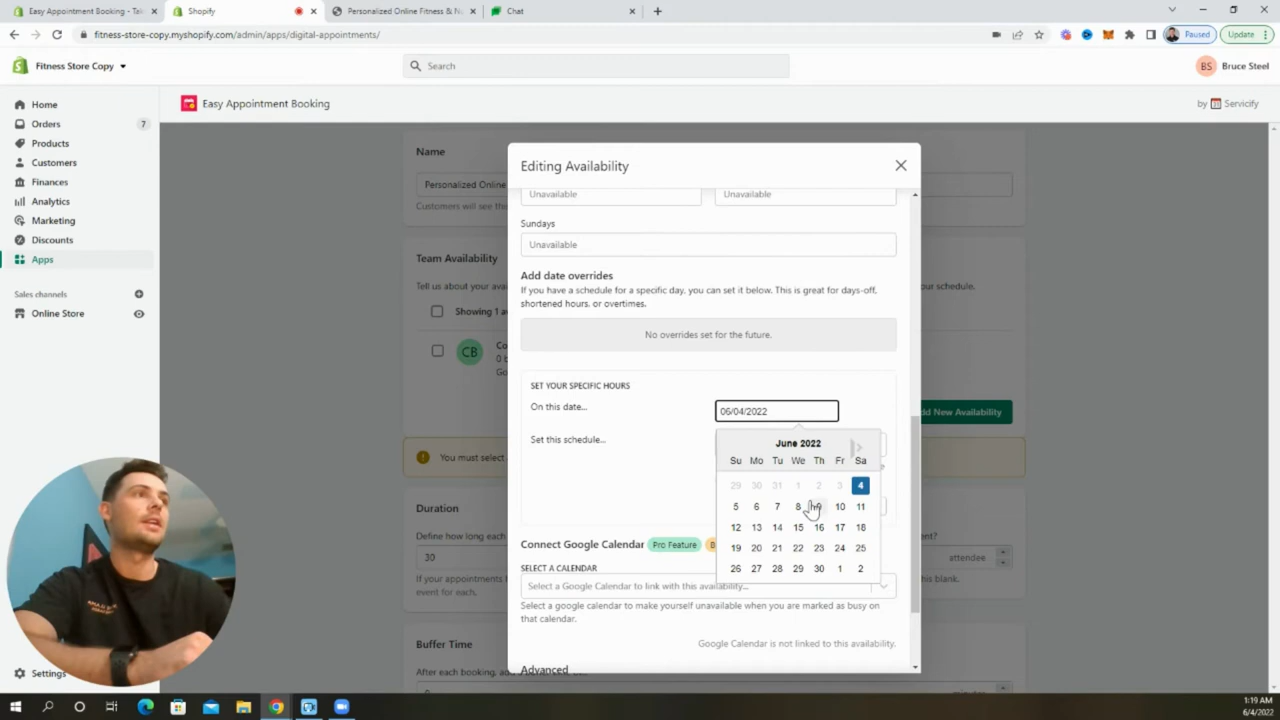 Easy Appointment Booking - Tak
Shopify
Personalized Online Fitness & Nu
Chat
fitness-store-copy.myshopify.com/admin/apps/digital-appointments/
Paused
Update
Fitness Store Copy
Search
BS
Bruce Steel
Home
Orders
7
Products
Customers
Finances
Analytics
Marketing
Discounts
Apps
Sales channels
Online Store
Settings
Easy Appointment Booking
by Servicify
Name
Personalized Online
Customers will see the
Team Availability
Tell us about your ava
our schedule.
Showing 1 av
CB
Co
0 b
Go
dd New Availability
You must select
Duration
Define how long each
ent?
30
attendee
If your appointments
his blank.
event for each.
Buffer Time
After each booking, a
minutes
Editing Availability
Unavailable
Unavailable
Sundays
Unavailable
Add date overrides
If you have a schedule for a specific day, you can set it below. This is great for days-off,
shortened hours, or overtimes.
No overrides set for the future.
SET YOUR SPECIFIC HOURS
On this date...
06/04/2022
Set this schedule...
June 2022
Su Mo Tu We Th Fr Sa
29 30 31 1 2 3 4
5 6 7 8 9 10 11
12 13 14 15 16 17 18
19 20 21 22 23 24 25
26 27 28 29 30 1 2
Connect Google Calendar
Pro Feature
B
SELECT A CALENDAR
Select a Google Calendar to link with this availability...
Select a google calendar to make yourself unavailable when you are marked as busy on
that calendar.
Google Calendar is not linked to this availability.
Advanced
1:19 AM
6/4/2022